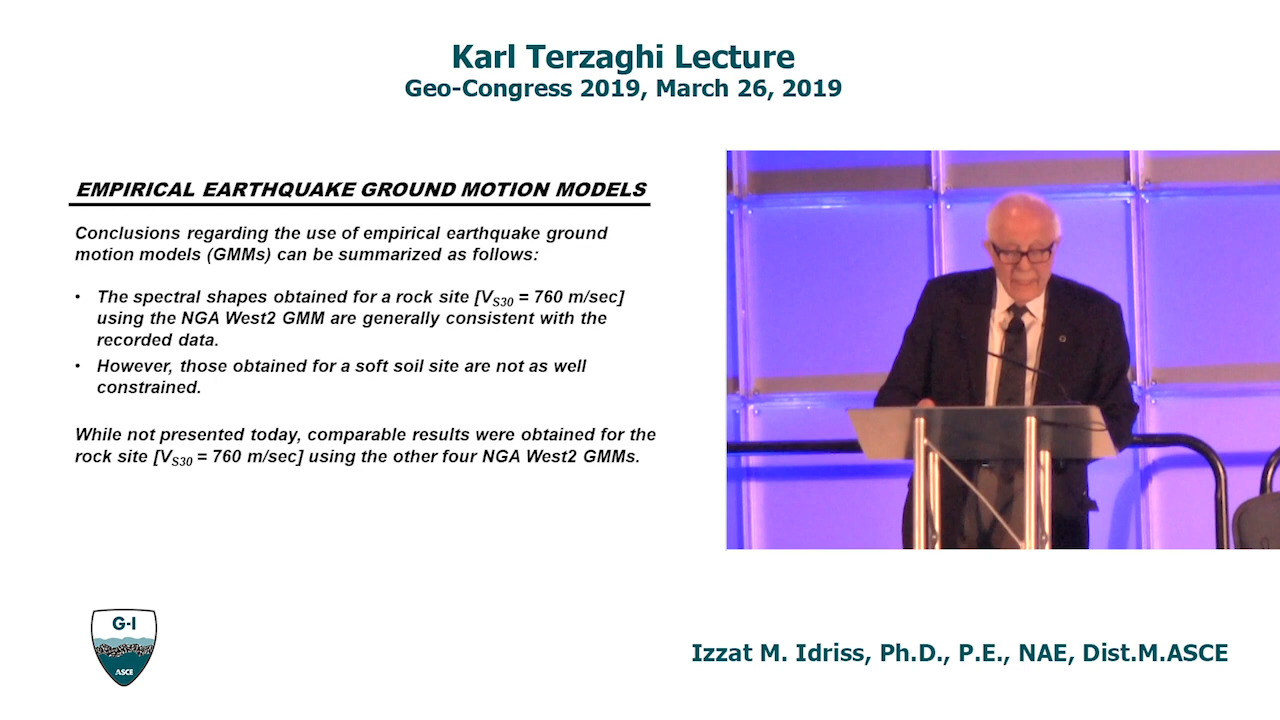 Karl Terzaghi Lecture
Geo-Congress 2019, March 26, 2019
EMPIRICAL EARTHQUAKE GROUND MOTION MODELS
Conclusions regarding the use of empirical earthquake ground
motion models (GMMs) can be summarized as follows:
• The spectral shapes obtained for a rock site [VS30 = 760 m/sec]
using the NGA West2 GMM are generally consistent with the
recorded data.
• However, those obtained for a soft soil site are not as well
constrained.
While not presented today, comparable results were obtained for the
rock site [VS30 = 760 m/sec] using the other four NGA West2 GMMs.
G-I
ASCE
Izzat M. Idriss, Ph.D., P.E., NAE, Dist.M.ASCE